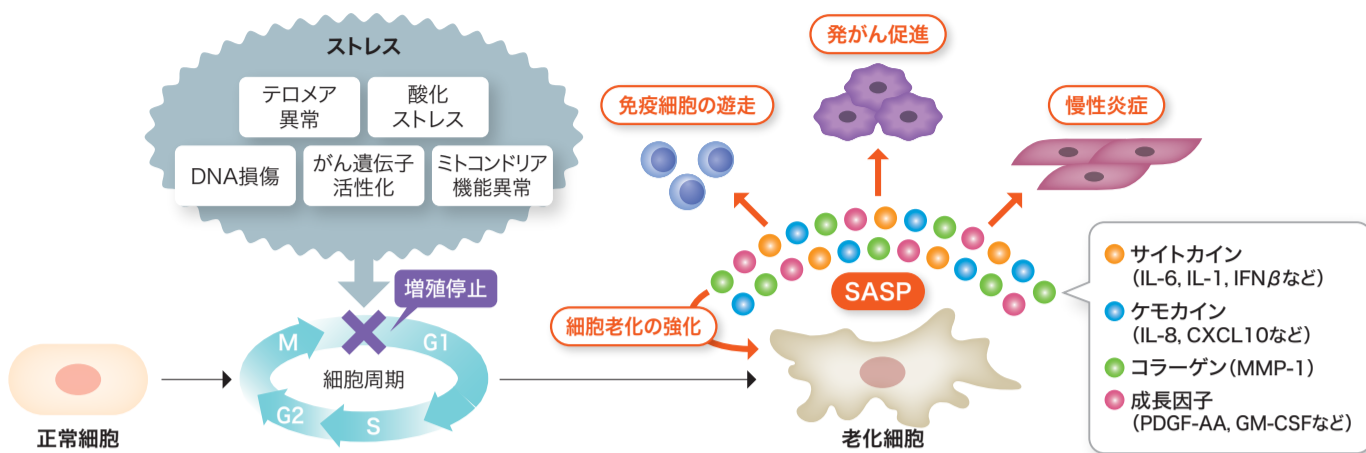 ストレス
テロメア
異常
酸化
ストレス
DNA損傷
がん遺伝子
活性化
ミトコンドリア
機能異常
増殖停止
M
G1
細胞周期
G2
S
正常細胞
免疫細胞の遊走
発がん促進
慢性炎症
SASP
細胞老化の強化
老化細胞
サイトカイン
(IL-6, IL-1, IFNβなど)
ケモカイン
(IL-8, CXCL10など)
コラーゲン(MMP-1)
成長因子
(PDGF-AA, GM-CSFなど)